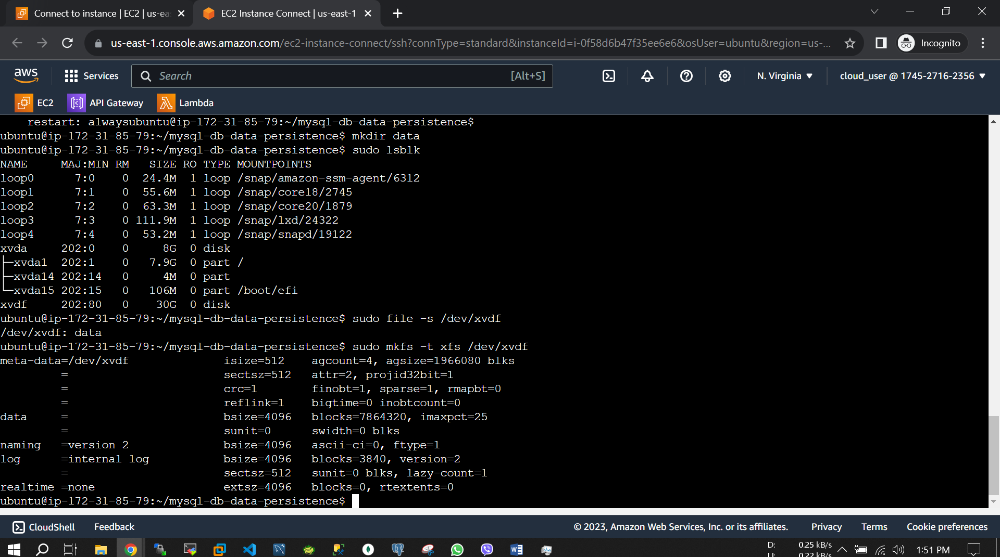 Connect to instance | EC2 | us-ea
EC2 Instance Connect | us-east-1
us-east-1.console.aws.amazon.com/ec2-instance-connect/ssh?connType=standard&instanceId=i-0f58d6b47f35ee6e6&osUser=ubuntu&region=us-...
Incognito
aws
Services
Search
[Alt+S]
N. Virginia
cloud_user @ 1745-2716-2356
EC2
API Gateway
Lambda
    restart: alwaysubuntu@ip-172-31-85-79:~/mysql-db-data-persistence$
ubuntu@ip-172-31-85-79:~/mysql-db-data-persistence$ mkdir data
ubuntu@ip-172-31-85-79:~/mysql-db-data-persistence$ sudo lsblk
NAME     MAJ:MIN RM   SIZE RO TYPE MOUNTPOINTS
loop0      7:0    0  24.4M  1 loop /snap/amazon-ssm-agent/6312
loop1      7:1    0  55.6M  1 loop /snap/core18/2745
loop2      7:2    0  63.3M  1 loop /snap/core20/1879
loop3      7:3    0 111.9M  1 loop /snap/lxd/24322
loop4      7:4    0  53.2M  1 loop /snap/snapd/19122
xvda     202:0    0     8G  0 disk
├─xvda1  202:1    0   7.9G  0 part /
├─xvda14 202:14   0     4M  0 part
└─xvda15 202:15   0   106M  0 part /boot/efi
xvdf     202:80   0    30G  0 disk
ubuntu@ip-172-31-85-79:~/mysql-db-data-persistence$ sudo file -s /dev/xvdf
/dev/xvdf: data
ubuntu@ip-172-31-85-79:~/mysql-db-data-persistence$ sudo mkfs -t xfs /dev/xvdf
meta-data=/dev/xvdf              isize=512    agcount=4, agsize=1966080 blks
         =                       sectsz=512   attr=2, projid32bit=1
         =                       crc=1        finobt=1, sparse=1, rmapbt=0
         =                       reflink=1    bigtime=0 inobtcount=0
data     =                       bsize=4096   blocks=7864320, imaxpct=25
         =                       sunit=0      swidth=0 blks
naming   =version 2              bsize=4096   ascii-ci=0, ftype=1
log      =internal log           bsize=4096   blocks=3840, version=2
         =                       sectsz=512   sunit=0 blks, lazy-count=1
realtime =none                   extsz=4096   blocks=0, rtextents=0
ubuntu@ip-172-31-85-79:~/mysql-db-data-persistence$
CloudShell
Feedback
© 2023, Amazon Web Services, Inc. or its affiliates.
Privacy
Terms
Cookie preferences
D: 0.25 kB/s
U: 0.22 kB/s
1:51 PM